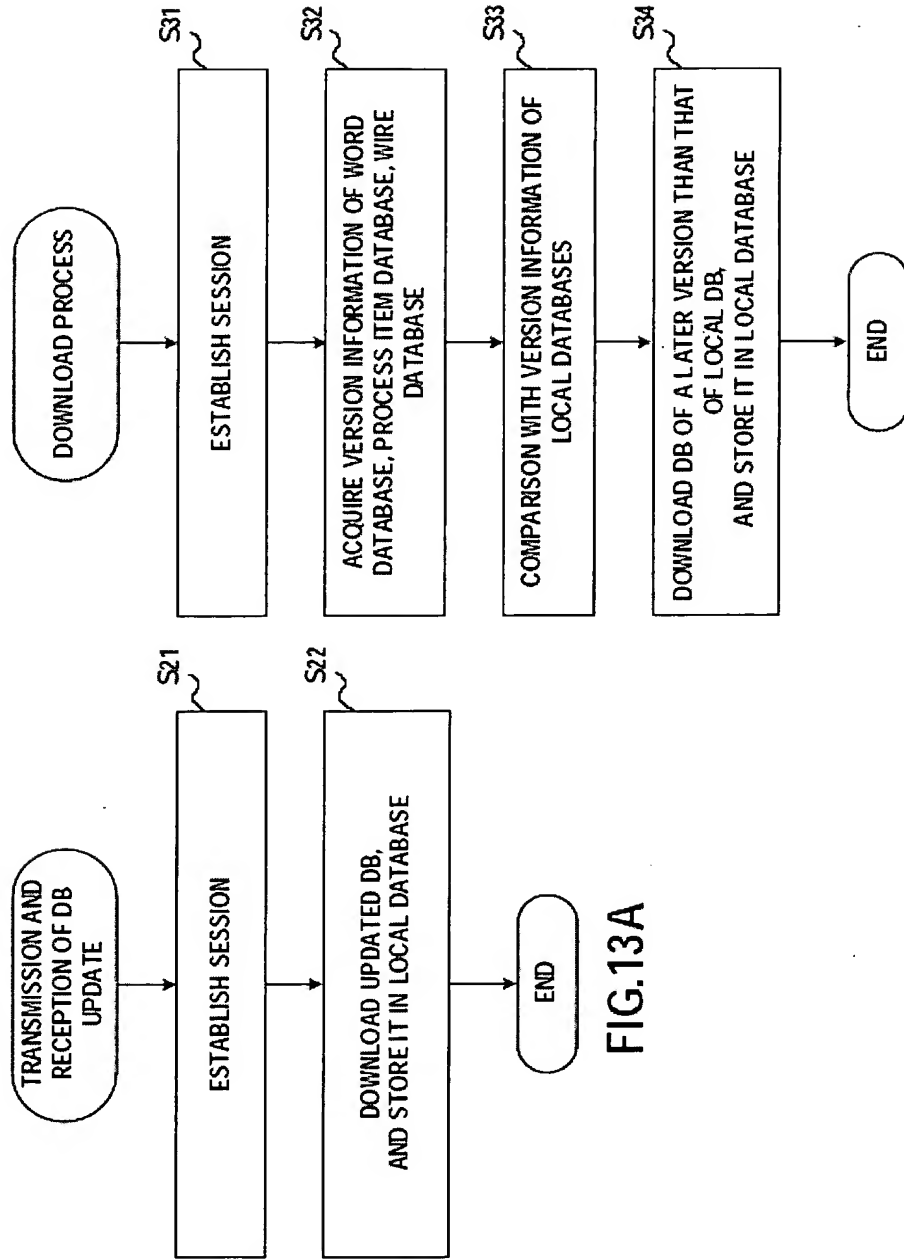 TRANSMISSION AND
RECEPTION OF DB
UPDATE
S21
ESTABLISH SESSION
S22
DOWNLOAD UPDATED DB,
AND STORE IT IN LOCAL DATABASE
END
FIG.13A
DOWNLOAD PROCESS
S31
ESTABLISH SESSION
S32
ACQUIRE VERSION INFORMATION OF WORD
DATABASE, PROCESS ITEM DATABASE, WIRE
DATABASE
S33
COMPARISON WITH VERSION INFORMATION OF
LOCAL DATABASES
S34
DOWNLOAD DB OF A LATER VERSION THAN THAT
OF LOCAL DB,
AND STORE IT IN LOCAL DATABASE
END